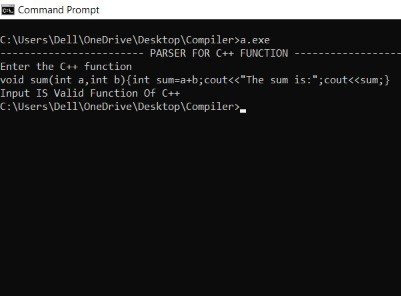 Command Prompt
C:\Users\Dell\OneDrive\Desktop\Compiler>a.exe
------------------------ PARSER FOR C++ FUNCTION ------------------
Enter the C++ function
void sum(int a,int b){int sum=a+b;cout<<"The sum is:";cout<<sum;}
Input IS Valid Function Of C++
C:\Users\Dell\OneDrive\Desktop\Compiler>